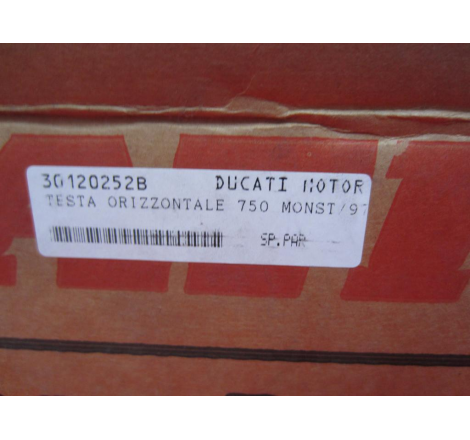 30120252B DUCATI MOTOR
TESTA ORIZZONTALE 750 MONST/97
SP.PAR